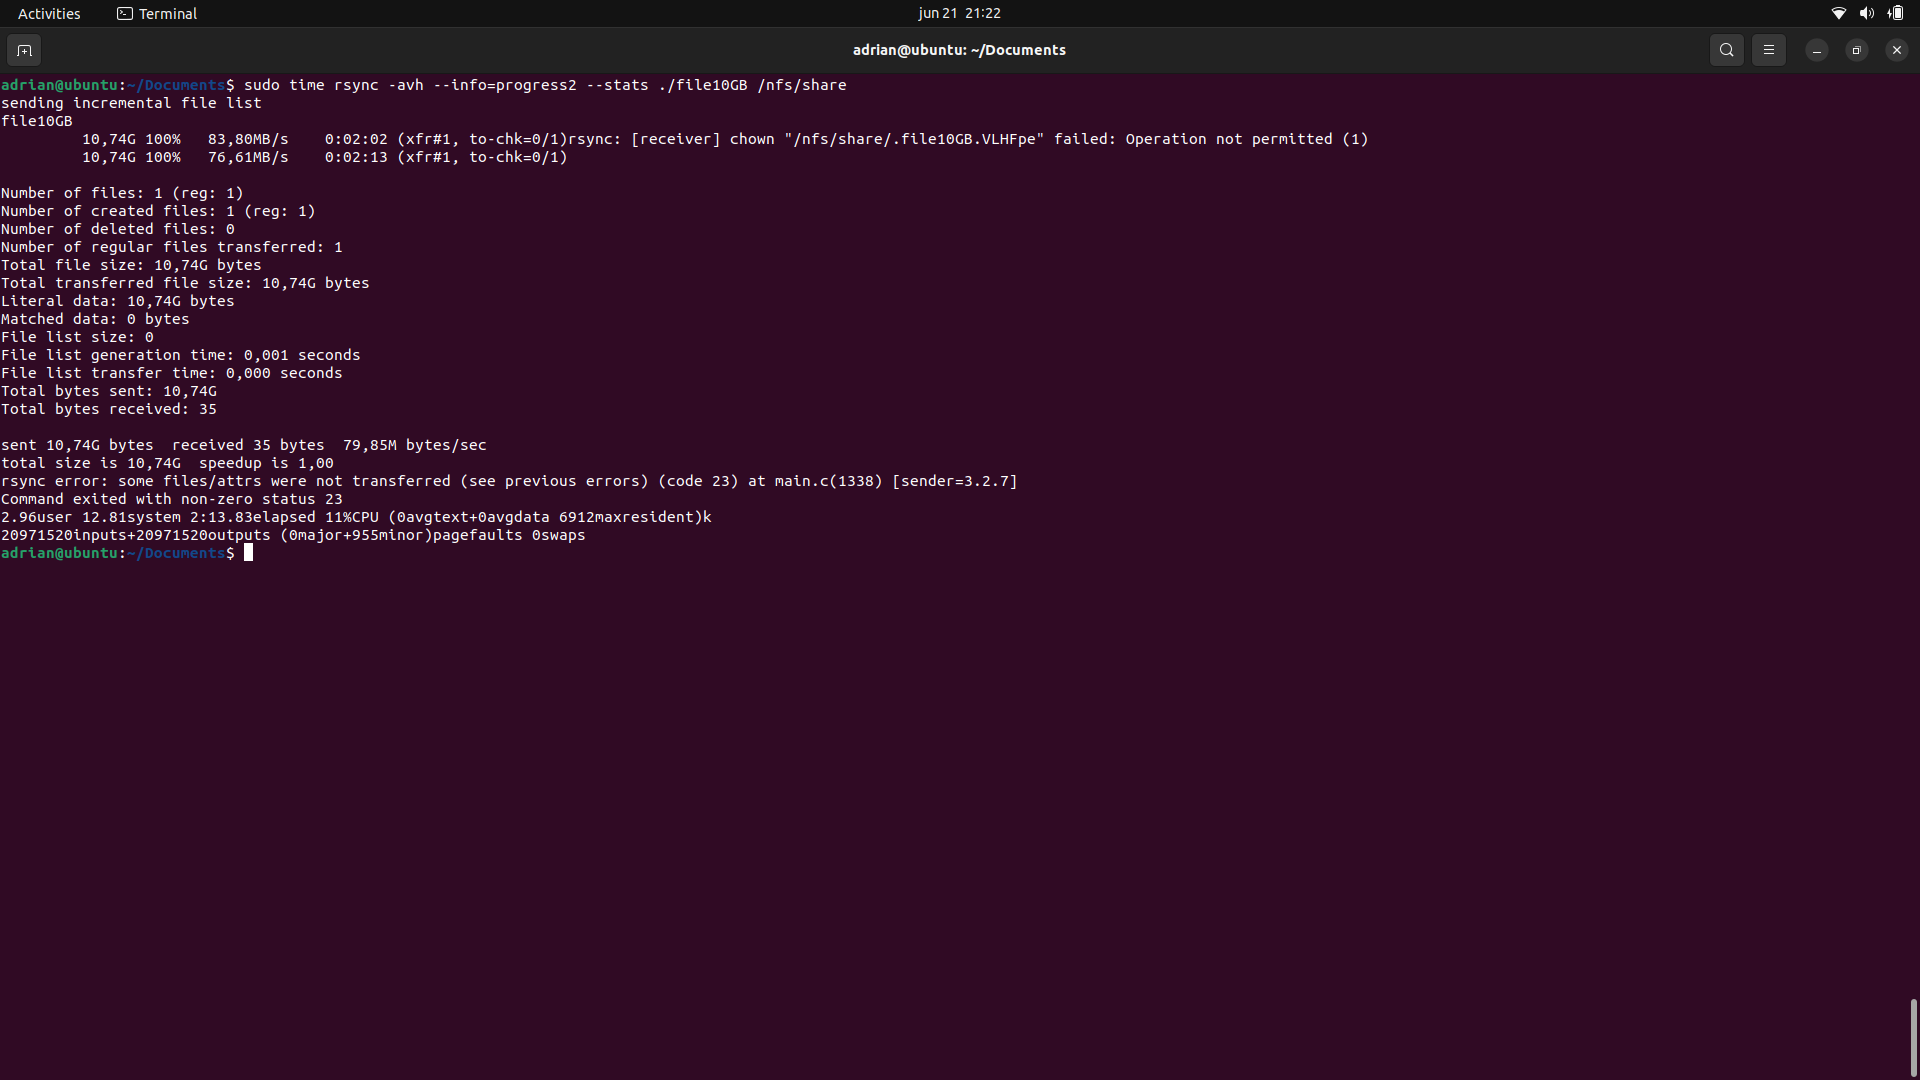 Activities
Terminal
jun 21 21:22
adrian@ubuntu: ~/Documents
adrian@ubuntu:~/Documents$ sudo time rsync -avh --info=progress2 --stats ./file10GB /nfs/share
sending incremental file list
file10GB
         10,74G 100%   83,80MB/s    0:02:02 (xfr#1, to-chk=0/1)rsync: [receiver] chown "/nfs/share/.file10GB.VLHFpe" failed: Operation not permitted (1)
         10,74G 100%   76,61MB/s    0:02:13 (xfr#1, to-chk=0/1)

Number of files: 1 (reg: 1)
Number of created files: 1 (reg: 1)
Number of deleted files: 0
Number of regular files transferred: 1
Total file size: 10,74G bytes
Total transferred file size: 10,74G bytes
Literal data: 10,74G bytes
Matched data: 0 bytes
File list size: 0
File list generation time: 0,001 seconds
File list transfer time: 0,000 seconds
Total bytes sent: 10,74G
Total bytes received: 35

sent 10,74G bytes  received 35 bytes  79,85M bytes/sec
total size is 10,74G  speedup is 1,00
rsync error: some files/attrs were not transferred (see previous errors) (code 23) at main.c(1338) [sender=3.2.7]
Command exited with non-zero status 23
2.96user 12.81system 2:13.83elapsed 11%CPU (0avgtext+0avgdata 6912maxresident)k
20971520inputs+20971520outputs (0major+955minor)pagefaults 0swaps
adrian@ubuntu:~/Documents$